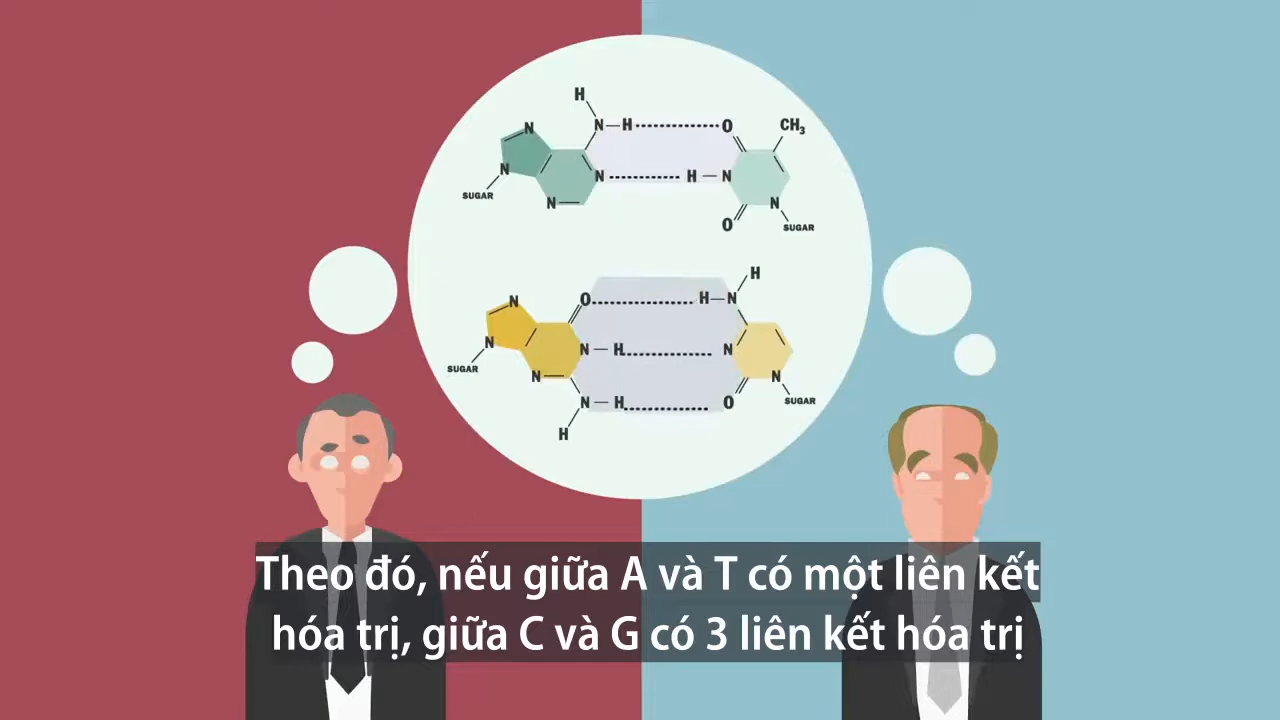 H
N
N
H
O
CH₃
N
N
H
N
SUGAR
N
O
N
SUGAR
H
N
O
H
N
N
N
H
N
SUGAR
N
N
N
H
O
SUGAR
H
Theo đó, nếu giữa A và T có một liên kết
hóa trị, giữa C và G có 3 liên kết hóa trị